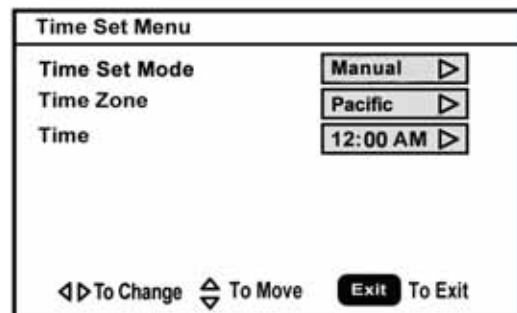 Time Set Menu
Time Set Mode Manual
Time Zone Pacific
Time 12:00 AM
To Change To Move Exit To Exit